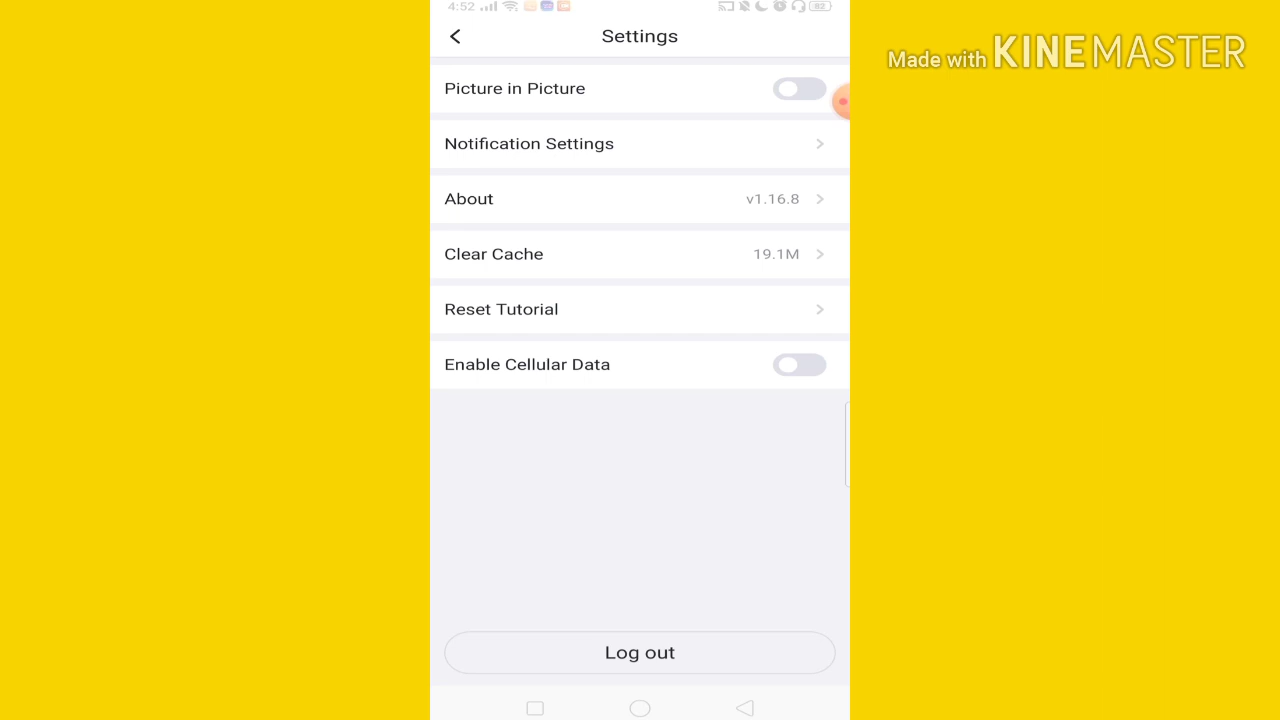 4:52
82
Settings
Made with KINEMASTER
Picture in Picture
Notification Settings
About v1.16.8
Clear Cache 19.1M
Reset Tutorial
Enable Cellular Data
Log out